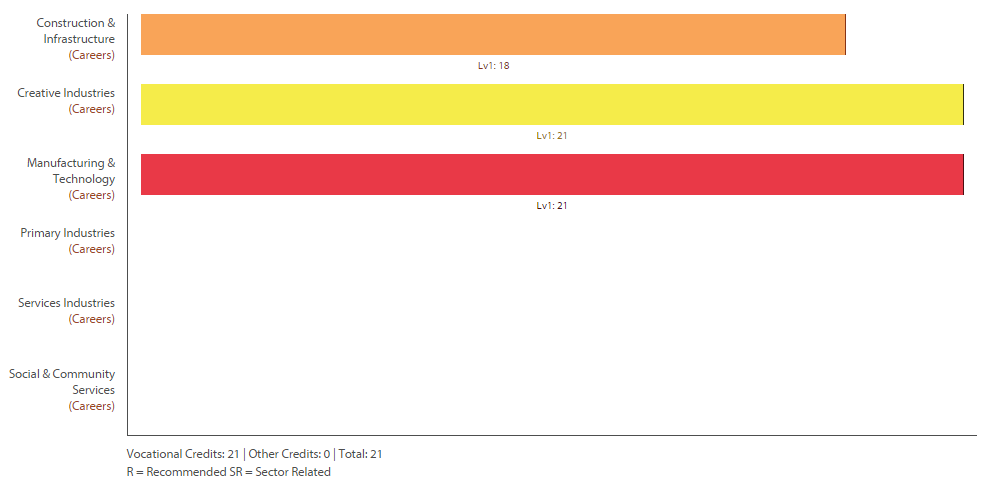 Construction &
Infrastructure
(Careers)
Lv1: 18
Creative Industries
(Careers)
Lv1: 21
Manufacturing &
Technology
(Careers)
Lv1: 21
Primary Industries
(Careers)
Services Industries
(Careers)
Social & Community
Services
(Careers)
Vocational Credits: 21 | Other Credits: 0 | Total: 21
R = Recommended SR = Sector Related